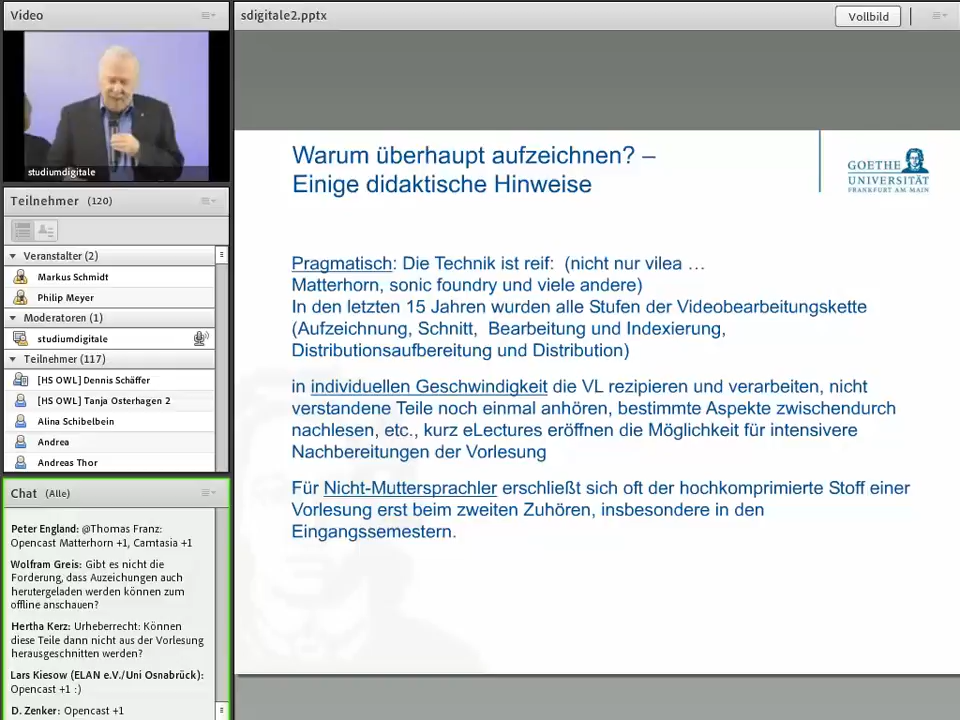 Video
studiumdigitale
Teilnehmer (120)
Veranstalter (2)
Markus Schmidt
Philip Meyer
Moderatoren (1)
studiumdigitale
Teilnehmer (117)
[HS OWL] Dennis Schäffer
[HS OWL] Tanja Osterhagen 2
Alina Schibelbein
Andrea
Andreas Thor
Chat (Alle)
Peter England: @Thomas Franz:
Opencast Matterhorn +1, Camtasia +1
Wolfram Greis: Gibt es nicht die
Forderung, dass Auzeichungen auch
herutergeladen werden können zum
offline anschauen?
Hertha Kerz: Urheberrecht: Können
diese Teile dann nicht aus der Vorlesung
herausgeschnitten werden?
Lars Kiesow (ELAN e.V./Uni Osnabrück):
Opencast +1 :)
D. Zenker: Opencast +1
sdigitale2.pptx
Vollbild
Warum überhaupt aufzeichnen? –
Einige didaktische Hinweise
GOETHE
UNIVERSITÄT
FRANKFURT AM MAIN
Pragmatisch: Die Technik ist reif: (nicht nur vilea …
Matterhorn, sonic foundry und viele andere)
In den letzten 15 Jahren wurden alle Stufen der Videobearbeitungskette
(Aufzeichnung, Schnitt, Bearbeitung und Indexierung,
Distributionsaufbereitung und Distribution)
in individuellen Geschwindigkeit die VL rezipieren und verarbeiten, nicht
verstandene Teile noch einmal anhören, bestimmte Aspekte zwischendurch
nachlesen, etc., kurz eLectures eröffnen die Möglichkeit für intensivere
Nachbereitungen der Vorlesung
Für Nicht-Muttersprachler erschließt sich oft der hochkomprimierte Stoff einer
Vorlesung erst beim zweiten Zuhören, insbesondere in den
Eingangssemestern.